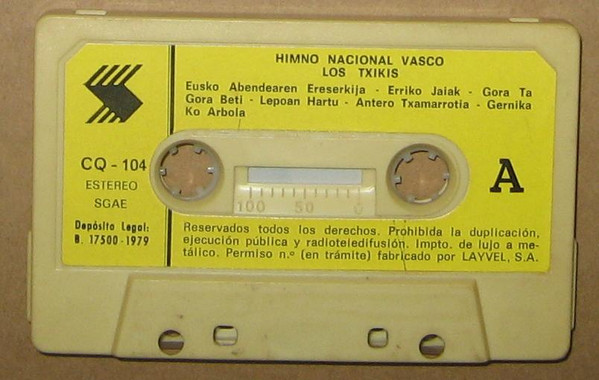 HIMNO NACIONAL VASCO
LOS TXIKIS
Eusko Abendearen Ereserkija - Erriko Jaiak - Gora Ta
Gora Beti - Lepoan Hartu - Antero Txamarrotia - Gernika
Ko Arbola
CQ - 104
ESTEREO
SGAE
Depósito Legal:
B. 17500-1979
100 50 0
A
Reservados todos los derechos. Prohibida la duplicación,
ejecución pública y radioteledifusión. Impto. de lujo a me-
tálico. Permiso n.º (en trámite) fabricado por LAYVEL, S.A.